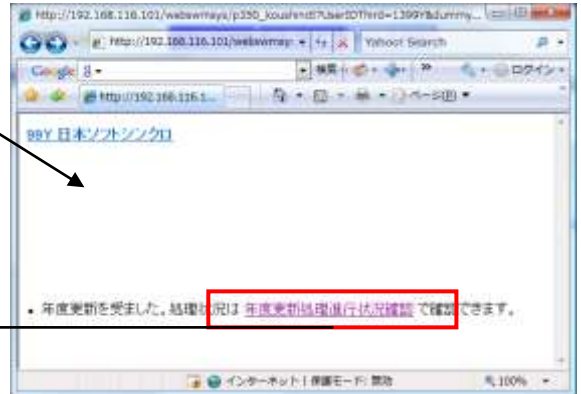 http://192.168.116.101/webswmaya/p350_koushinds?UserIDThird=1399Y&dummy...
http://192.168.116.101/webswmay
Yahoo! Search
Google
検索
ログイン
http://192.168.116.1...
ページ(P)
99Y 日本ソフトシンクロ
• 年度更新を受ました。処理状況は 年度更新処理進行状況確認 で確認できます。
インターネット | 保護モード: 無効
100%